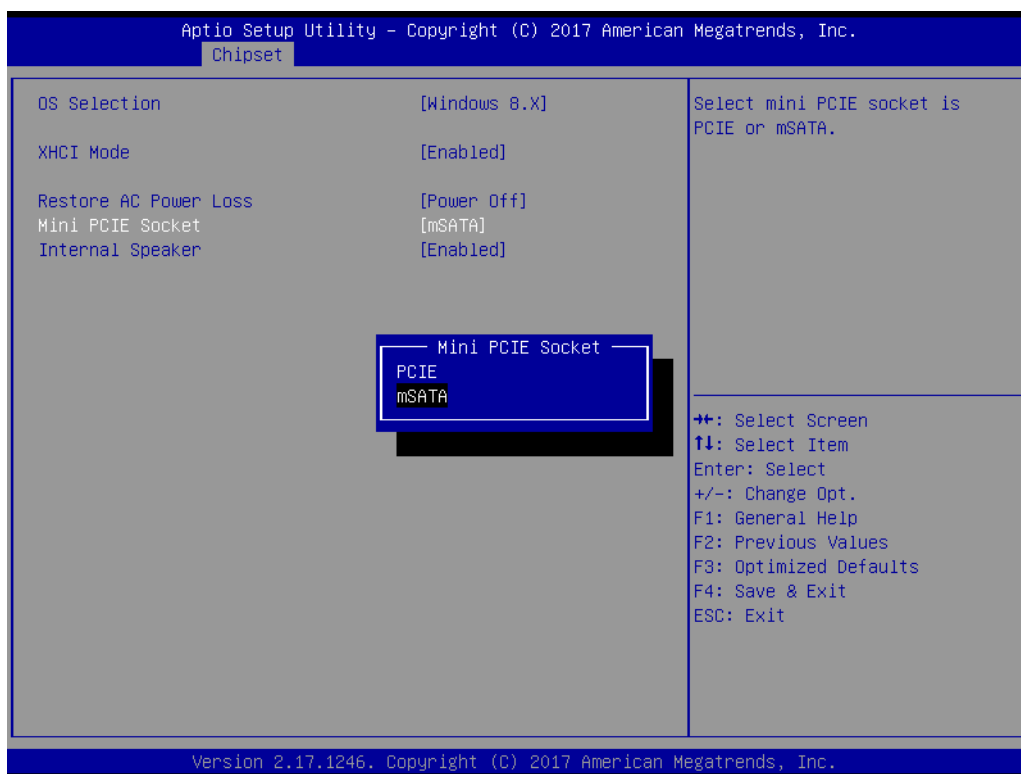 Aptio Setup Utility – Copyright (C) 2017 American Megatrends, Inc.
Chipset
OS Selection [Windows 8.X]
XHCI Mode [Enabled]
Restore AC Power Loss [Power Off]
Mini PCIE Socket [mSATA]
Internal Speaker [Enabled]
Mini PCIE Socket
PCIE
mSATA
Select mini PCIE socket is
PCIE or mSATA.
→←: Select Screen
↑↓: Select Item
Enter: Select
+/-: Change Opt.
F1: General Help
F2: Previous Values
F3: Optimized Defaults
F4: Save & Exit
ESC: Exit
Version 2.17.1246. Copyright (C) 2017 American Megatrends, Inc.